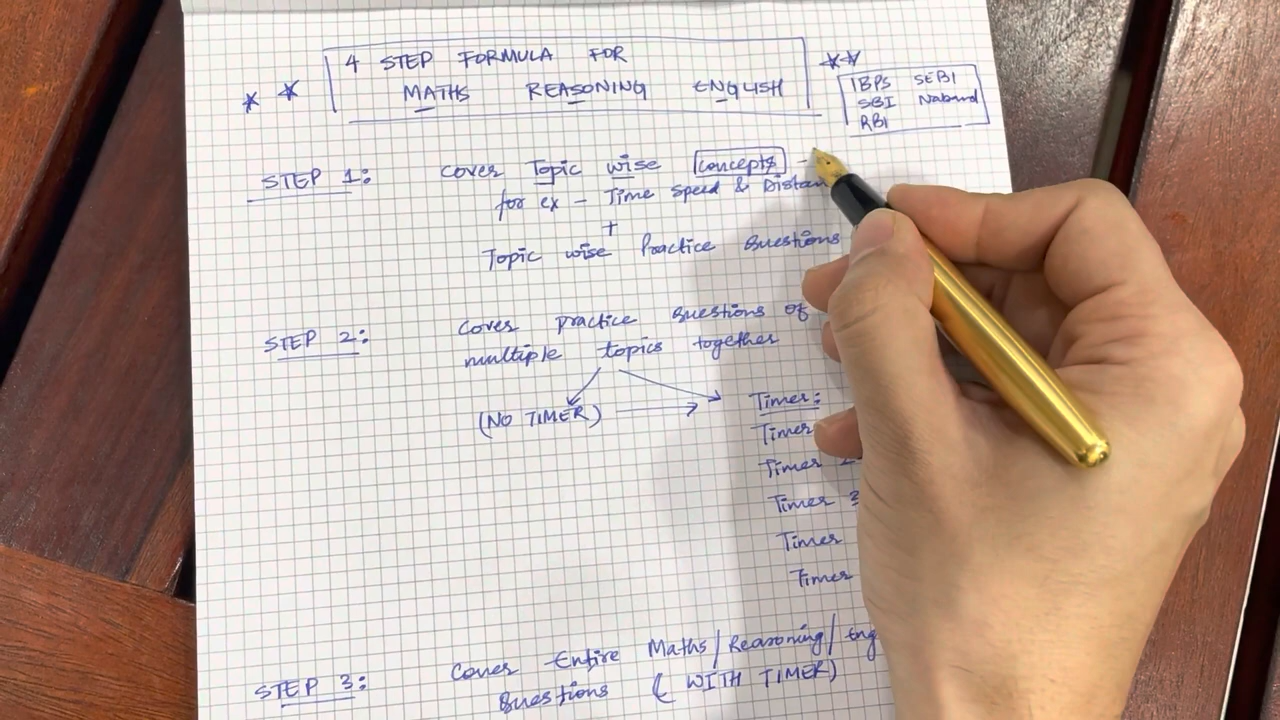 4 STEP FORMULA FOR
MATHS REASONING ENGLISH
IBPS SEBI
SBI Nabard
RBI
STEP 1: Cover Topic wise Concepts -
for ex - Time Speed & Distan
+
Topic wise Practice Questions
STEP 2: Cover practice Questions of
multiple topics together
(NO TIMER)
Timer:
Timer
Timer 2
Timer 3
Timer
Timer
STEP 3: Cover Entire Maths/Reasoning/Eng
Questions (WITH TIMER)